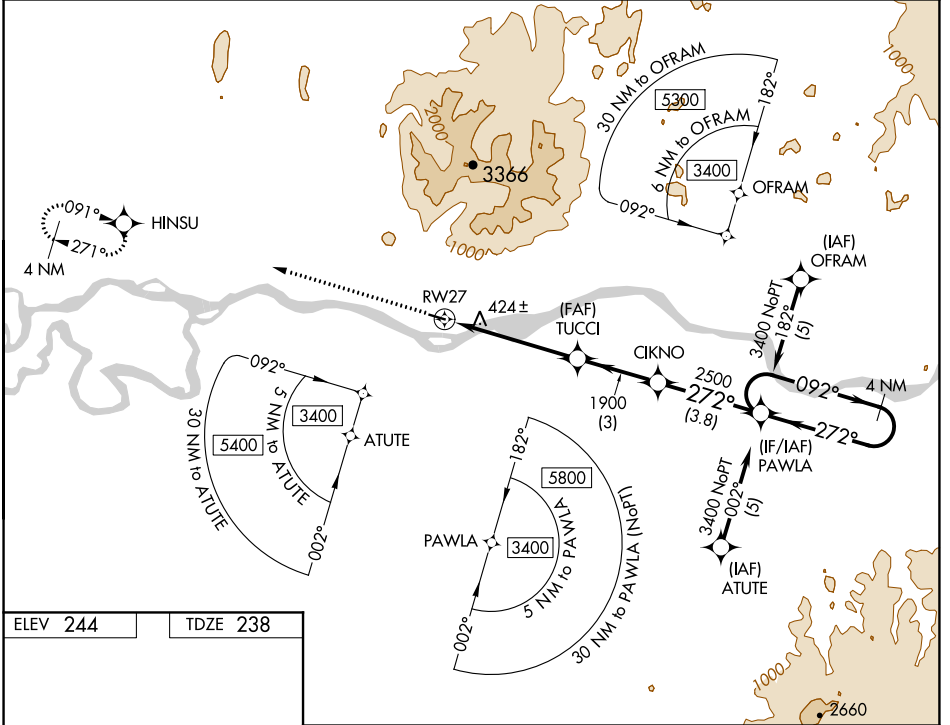 1000
2000
3366
1000
30 NM to OFRAM
5300
6 NM to OFRAM
3400
182°
092°
OFRAM
091°
271°
4 NM
HINSU
RW27
424 ±
(FAF)
TUCCI
CIKNO
1900
(3)
2500
272°
(3.8)
(IAF)
OFRAM
3400 NoPT
182°
(5)
092°
4 NM
272°
(IF/IAF)
PAWLA
3400 NoPT
002°
(5)
(IAF)
ATUTE
092°
5 NM to ATUTE
3400
5400
30 NM to ATUTE
ATUTE
002°
182°
5800
PAWLA
3400
5 NM to PAWLA
30 NM to PAWLA (NoPT)
002°
1000
2660
ELEV 244
TDZE 238